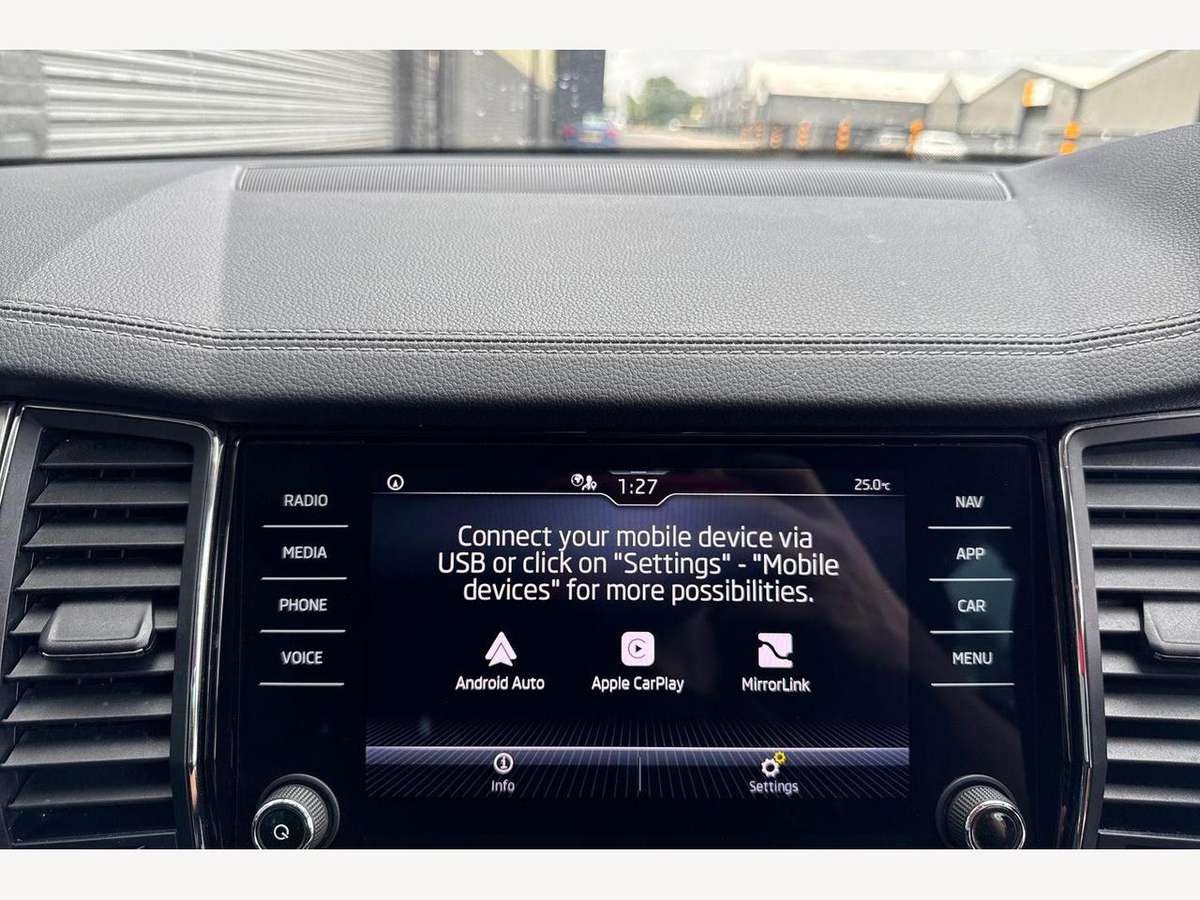 1:27
25.0°C
RADIO
MEDIA
PHONE
VOICE
Connect your mobile device via
USB or click on "Settings" - "Mobile
devices" for more possibilities.
Android Auto
Apple CarPlay
MirrorLink
Info
Settings
NAV
APP
CAR
MENU